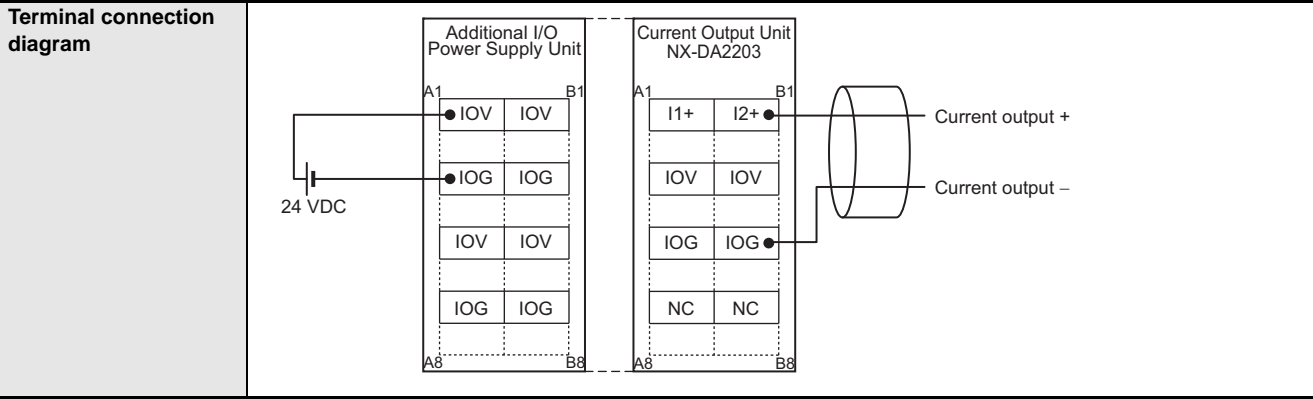 Terminal connection
diagram
Additional I/O
Power Supply Unit
A1 B1
IOV IOV
IOG IOG
IOV IOV
IOG IOG
A8 B8
24 VDC
Current Output Unit
NX-DA2203
A1 B1
I1+ I2+
IOV IOV
IOG IOG
NC NC
A8 B8
Current output +
Current output −